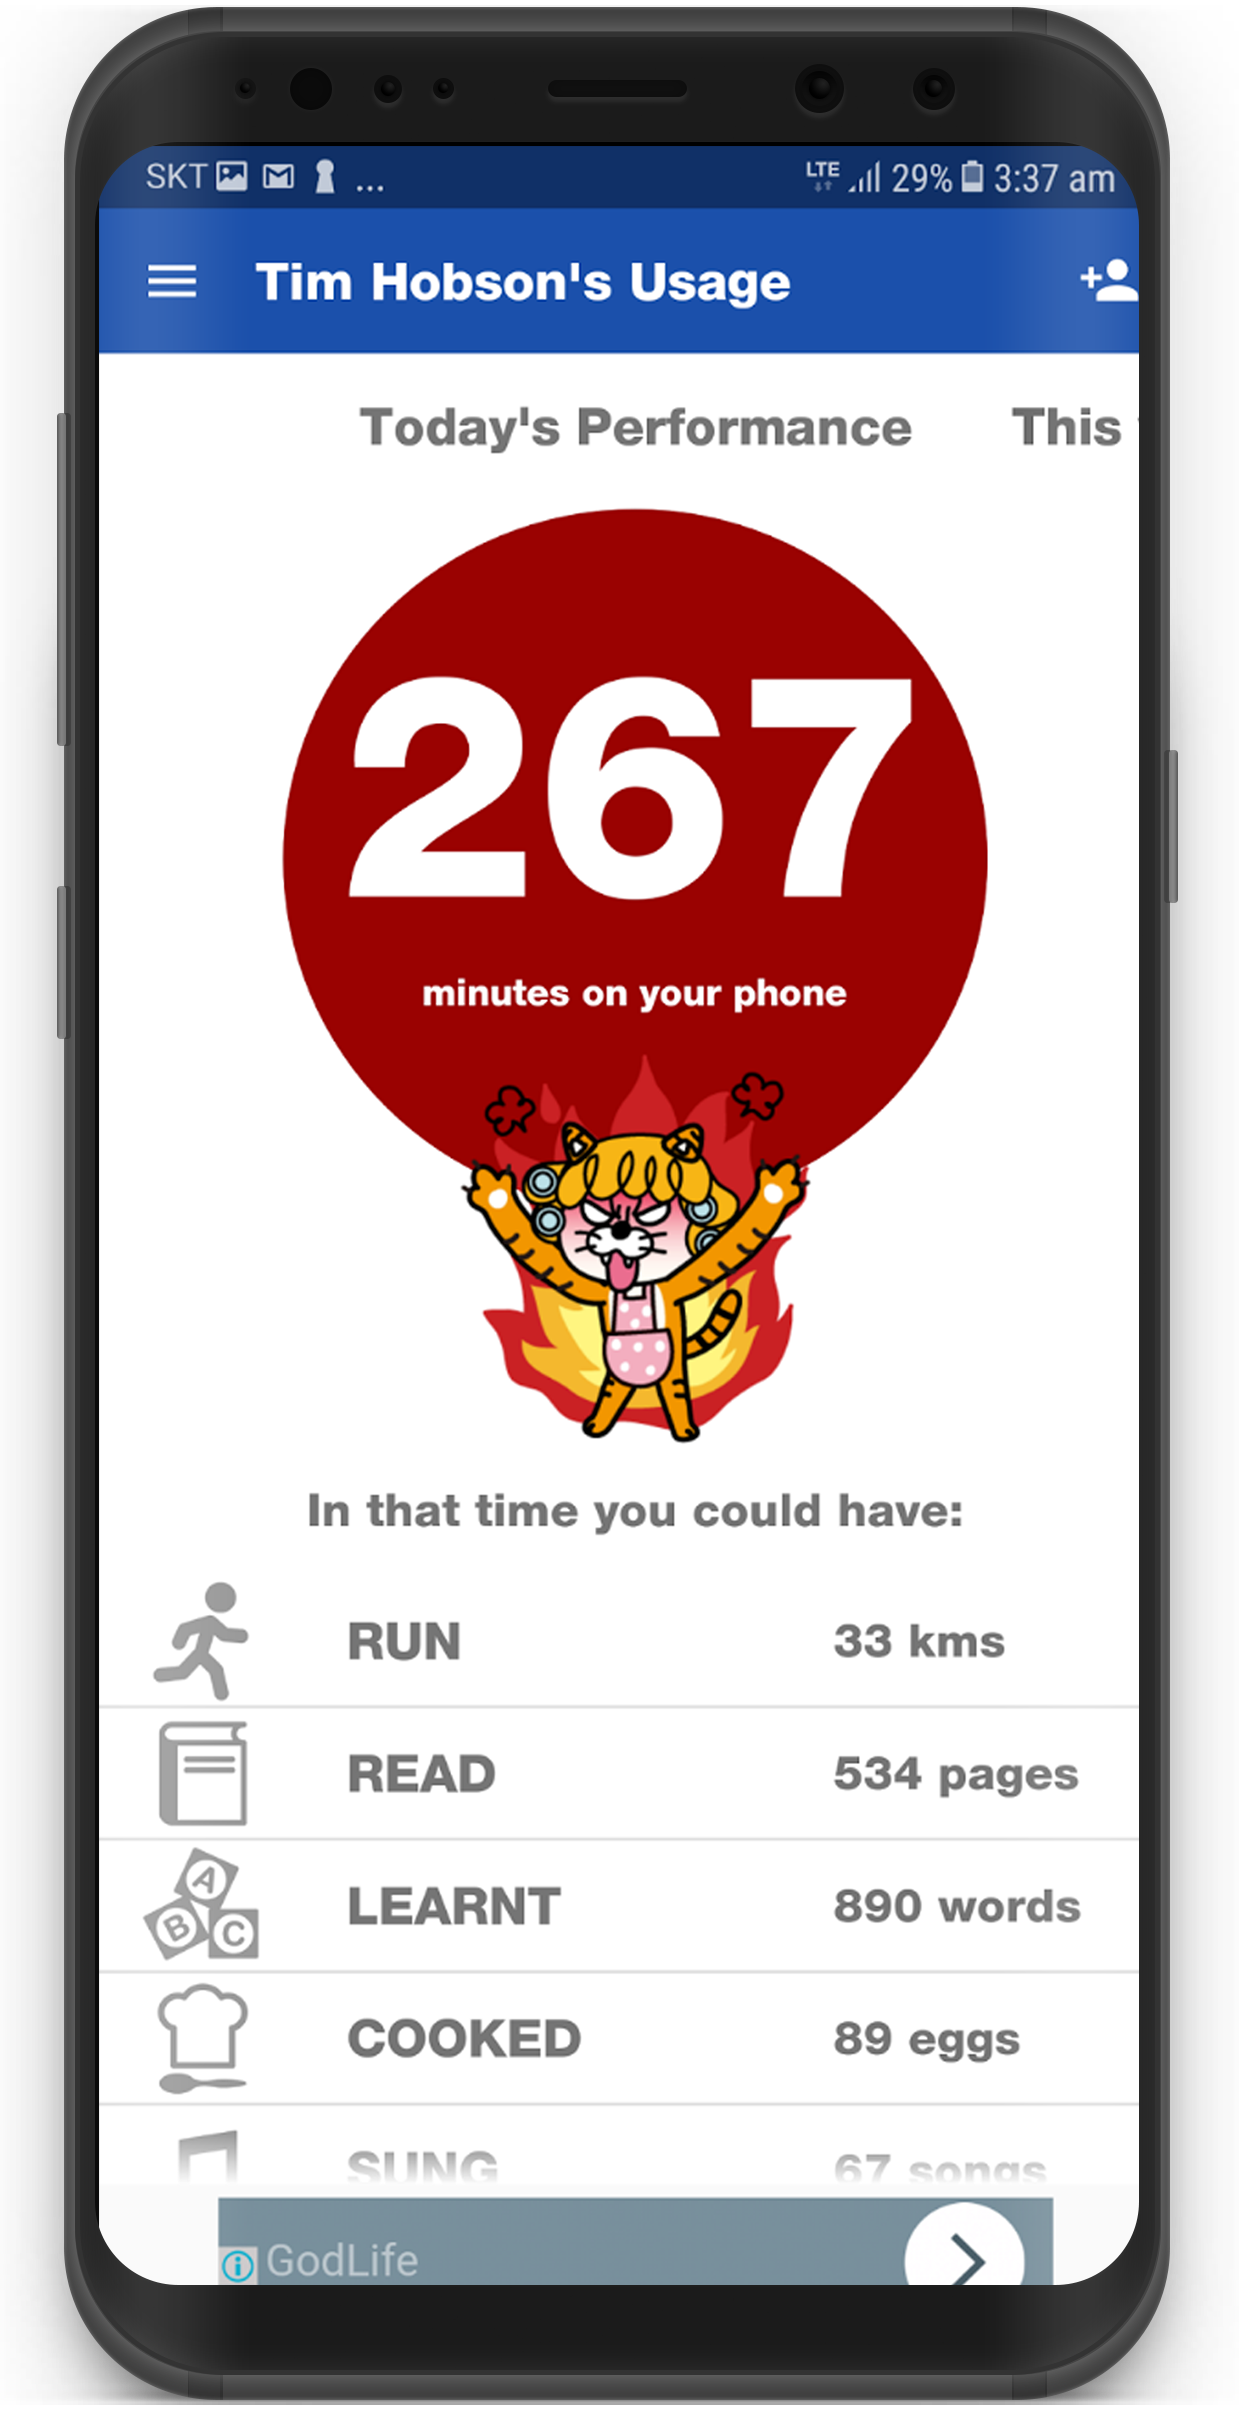 SKT ... LTE 29% 3:37 am
Tim Hobson's Usage
Today's Performance This
267
minutes on your phone
In that time you could have:
RUN 33 kms
READ 534 pages
A
B C
LEARNT 890 words
COOKED 89 eggs
SUNG 67 songs
GodLife